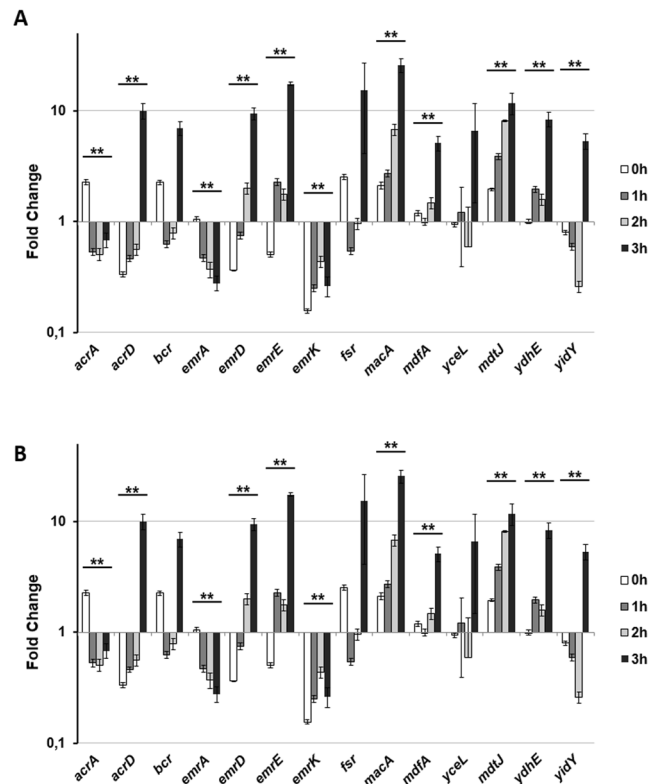 A
** ** ** ** ** ** ** ** ** ** **
10
1
0,1
Fold Change
0h
1h
2h
3h
acrA acrD bcr emrA emrD emrE emrK fsr macA mdfA yceL mdtJ ydhE yidY
B
** ** ** ** ** ** ** ** ** ** **
10
1
0,1
Fold Change
0h
1h
2h
3h
acrA acrD bcr emrA emrD emrE emrK fsr macA mdfA yceL mdtJ ydhE yidY